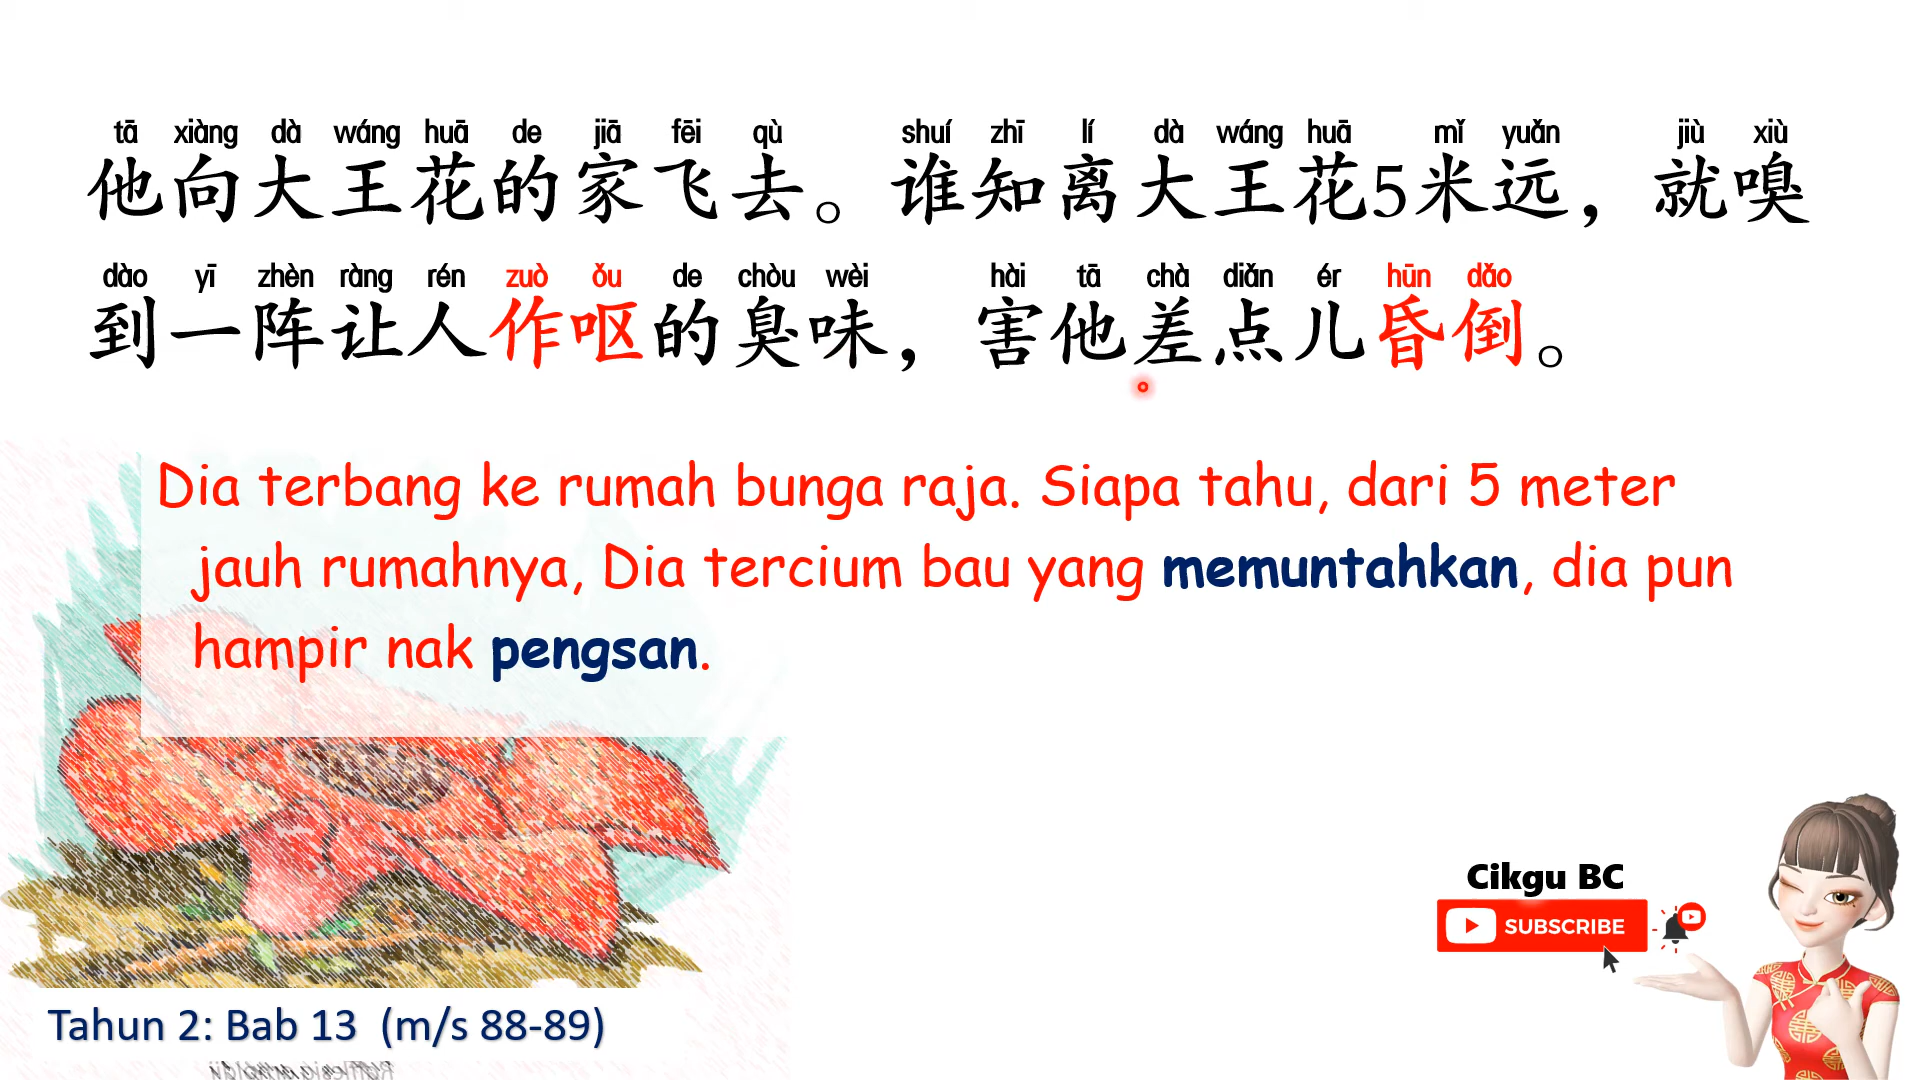 tā xiàng dà wáng huā de jiā fēi qù shuí zhī lí dà wáng huā mǐ yuǎn jiù xiù
他向大王花的家飞去。谁知离大王花5米远，就嗅
dào yī zhèn ràng rén zuò ǒu de chòu wèi hài tā chà diǎn ér hūn dǎo
到一阵让人作呕的臭味，害他差点儿昏倒。
Dia terbang ke rumah bunga raja. Siapa tahu, dari 5 meter
jauh rumahnya, Dia tercium bau yang memuntahkan, dia pun
hampir nak pengsan.
Cikgu BC
SUBSCRIBE
Tahun 2: Bab 13 (m/s 88-89)